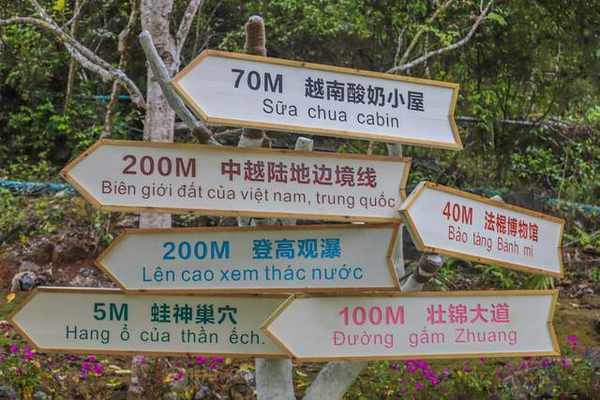 70M 越南酸奶小屋
Sữa chua cabin
200M 中越陆地边境线
Biên giới đất của việt nam, trung quốc
40M 法棍博物馆
Bảo tàng Bánh mì
200M 登高观瀑
Lên cao xem thác nước
5M 蛙神巢穴
Hang ổ của thần ếch.
100M 壮锦大道
Đường gấm Zhuang